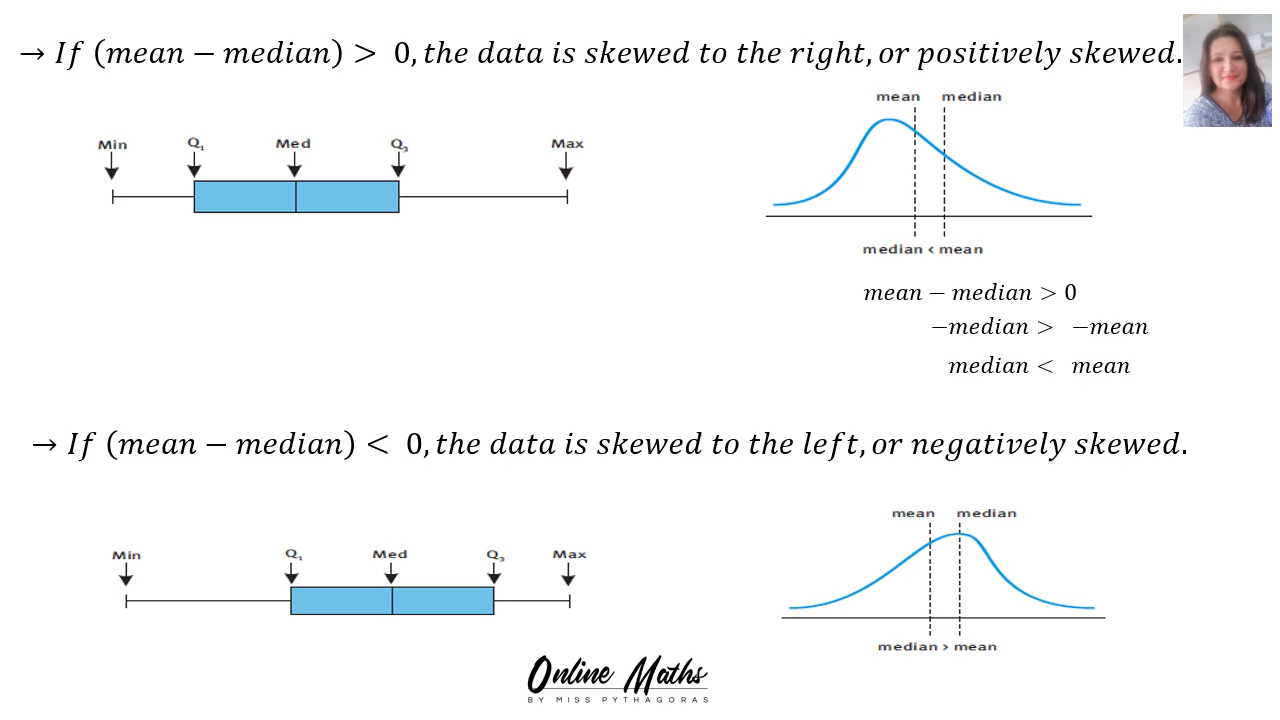 → If (mean − median) > 0, the data is skewed to the right, or positively skewed.
mean median
Min Q₁ Med Q₃ Max
median < mean
mean − median > 0
−median > −mean
median < mean
→ If (mean − median) < 0, the data is skewed to the left, or negatively skewed.
mean median
Min Q₁ Med Q₃ Max
median > mean
Online Maths
BY MISS PYTHAGORAS